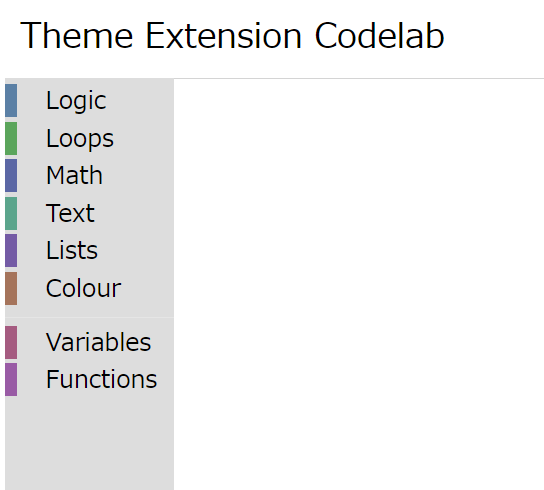 Theme Extension Codelab
Logic
Loops
Math
Text
Lists
Colour
Variables
Functions